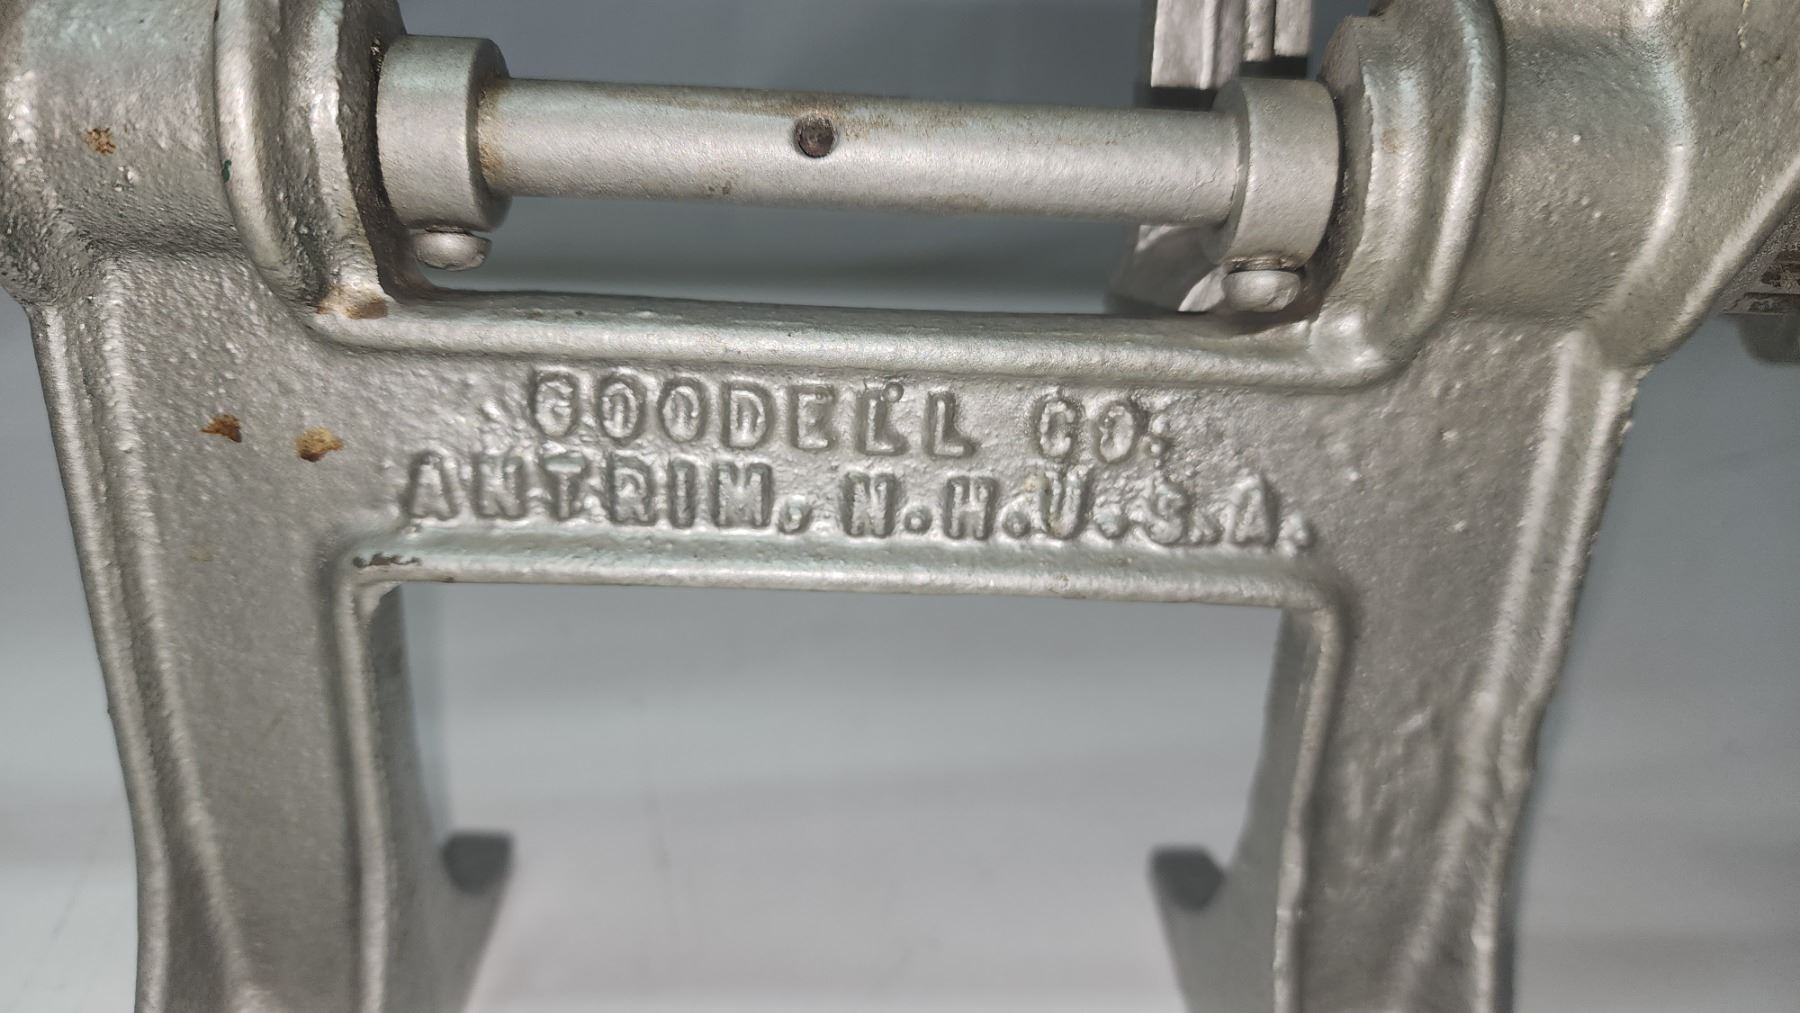 GOODELL CO.
ANTRIM, N.H.U.S.A.